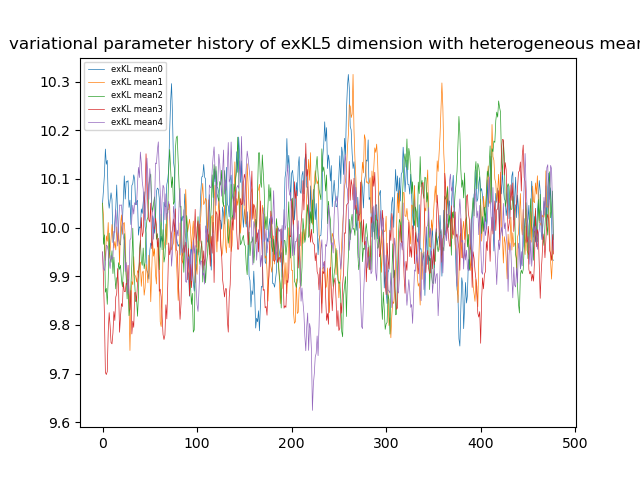 variational parameter history of exKL5 dimension with heterogeneous mean
exKL mean0
exKL mean1
exKL mean2
exKL mean3
exKL mean4
10.3
10.2
10.1
10.0
9.9
9.8
9.7
9.6
0
100
200
300
400
500